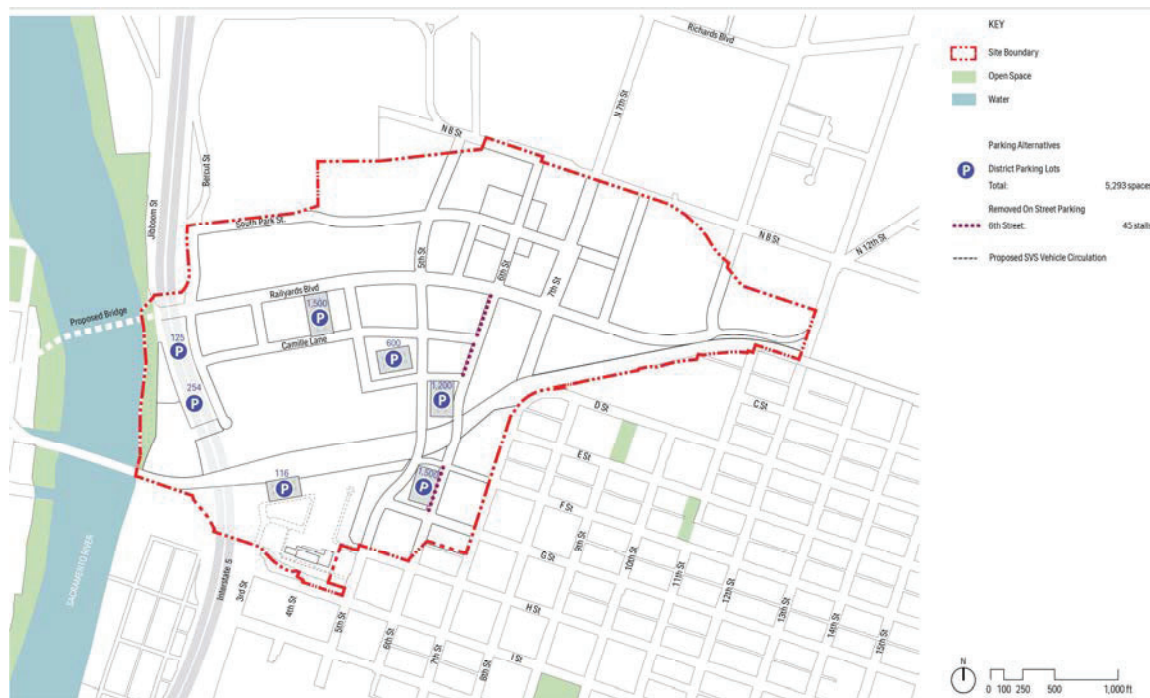 Richards Blvd
N 7th St
N B St
Bercut St
Jibboom St
South Park St.
5th St
6th St
7th St
N B St
N 12th St
Railyards Blvd
Proposed Bridge
1,500
P
Camille Lane
125
P
600
P
254
P
1,200
P
116
P
1,500
P
D St
C St
E St
F St
G St
H St
I St
9th St
10th St
11th St
12th St
13th St
14th St
15th St
SACRAMENTO RIVER
Interstate 5
3rd St
4th St
5th St
6th St
7th St
8th St
KEY
Site Boundary
Open Space
Water
Parking Alternatives
P
District Parking Lots
Total: 5,293 spaces
Removed On Street Parking
6th Street: 45 stalls
Proposed SVS Vehicle Circulation
N
0 100 250 500 1,000 ft